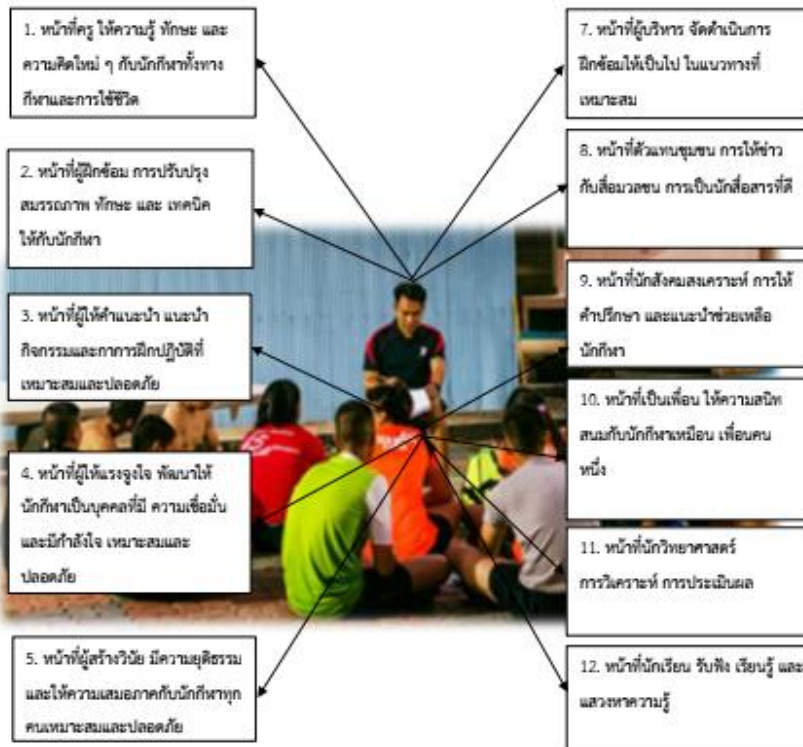 1. หน้าที่ครู ให้ความรู้ ทักษะ และ
ความคิดใหม่ ๆ กับนักกีฬาทั้งทาง
กีฬาและการใช้ชีวิต
2. หน้าที่ผู้ฝึกซ้อม การปรับปรุง
สมรรถภาพ ทักษะ และ เทคนิค
ให้กับนักกีฬา
3. หน้าที่ผู้ให้คำแนะนำ แนะนำ
กิจกรรมและกาการฝึกปฏิบัติที่
เหมาะสมและปลอดภัย
4. หน้าที่ผู้ให้แรงจูงใจ พัฒนาให้
นักกีฬาเป็นบุคคลที่มี ความเชื่อมั่น
และมีกำลังใจ เหมาะสมและ
ปลอดภัย
5. หน้าที่ผู้สร้างวินัย มีความยุติธรรม
และให้ความเสมอภาคกับนักกีฬาทุก
คนเหมาะสมและปลอดภัย
7. หน้าที่ผู้บริหาร จัดดำเนินการ
ฝึกซ้อมให้เป็นไป ในแนวทางที่
เหมาะสม
8. หน้าที่ตัวแทนชุมชน การให้ข่าว
กับสื่อมวลชน การเป็นนักสื่อสารที่ดี
9. หน้าที่นักสังคมสงเคราะห์ การให้
คำปรึกษา และแนะนำช่วยเหลือ
นักกีฬา
10. หน้าที่เป็นเพื่อน ให้ความสนิท
สนมกับนักกีฬาเหมือน เพื่อนคน
หนึ่ง
11. หน้าที่นักวิทยาศาสตร์
การวิเคราะห์ การประเมินผล
12. หน้าที่นักเรียน รับฟัง เรียนรู้ และ
แสวงหาความรู้